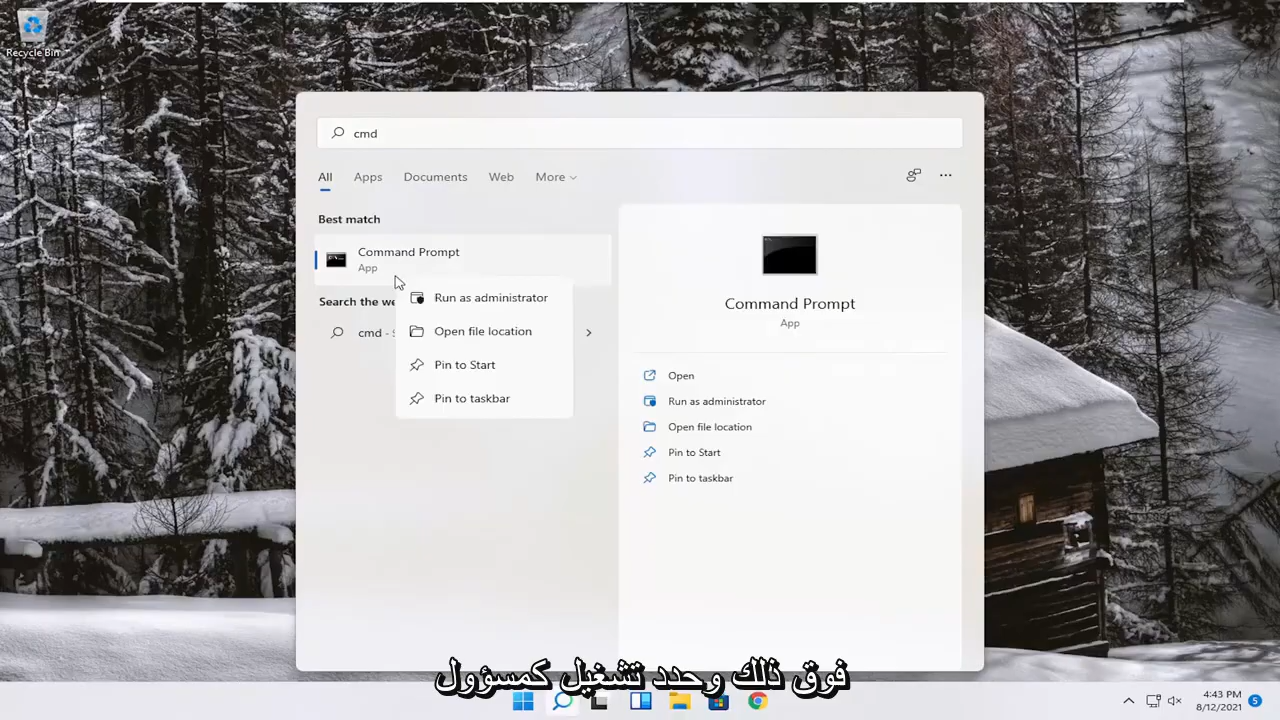 Recycle Bin
cmd
All Apps Documents Web More
Best match
Command Prompt
App
Search the we
cmd - S
Run as administrator
Open file location
Pin to Start
Pin to taskbar
Command Prompt
App
Open
Run as administrator
Open file location
Pin to Start
Pin to taskbar
فوق ذلك وحدد تشغيل كمسؤول
4:43 PM
8/12/2021
5